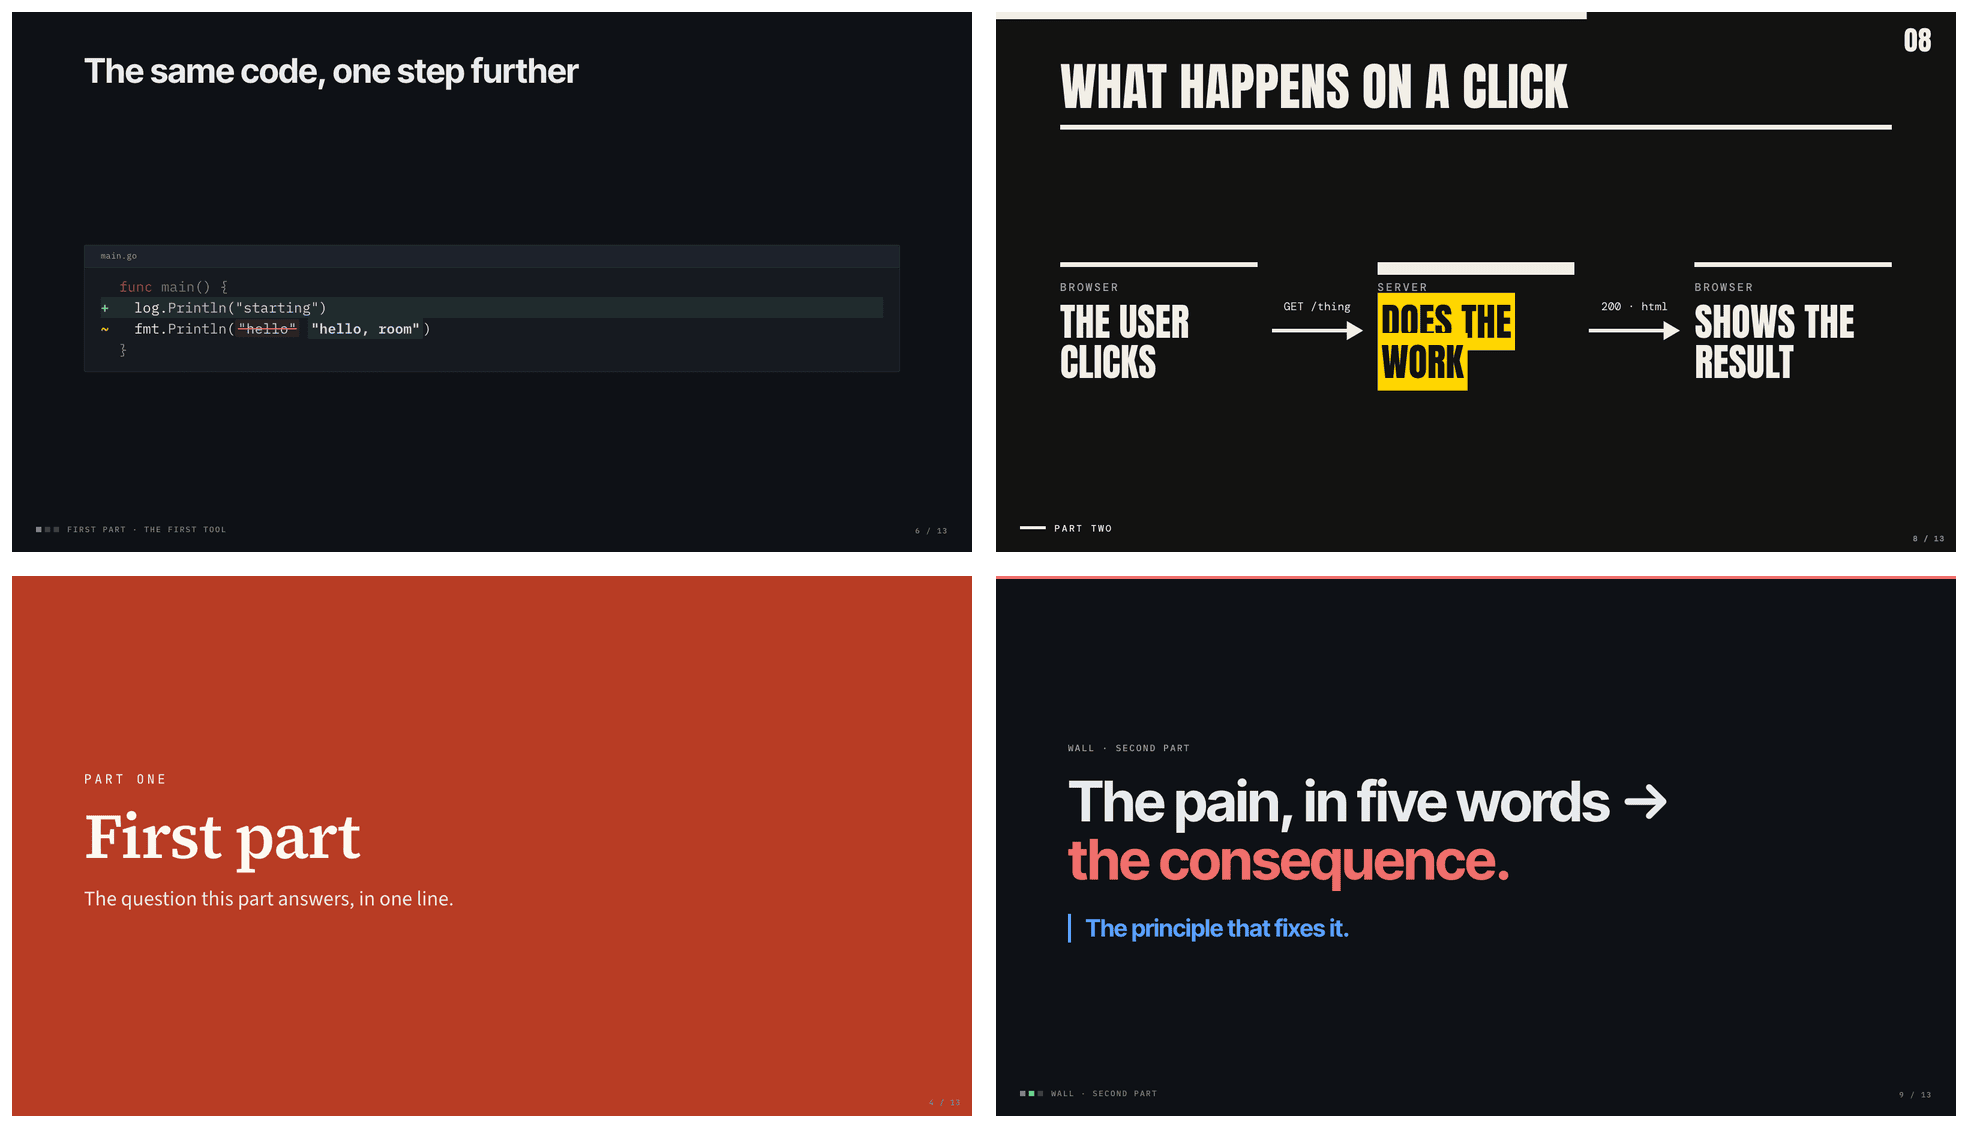 The same code, one step further
main.go
func main() {
+ log.Println("starting")
~ fmt.Println("hello" "hello, room")
}
FIRST PART · THE FIRST TOOL
6 / 13
08
WHAT HAPPENS ON A CLICK
BROWSER
THE USER
CLICKS
GET /thing
SERVER
DOES THE
WORK
200 · html
BROWSER
SHOWS THE
RESULT
PART TWO
8 / 13
PART ONE
First part
The question this part answers, in one line.
4 / 13
WALL · SECOND PART
The pain, in five words →
the consequence.
The principle that fixes it.
WALL · SECOND PART
9 / 13